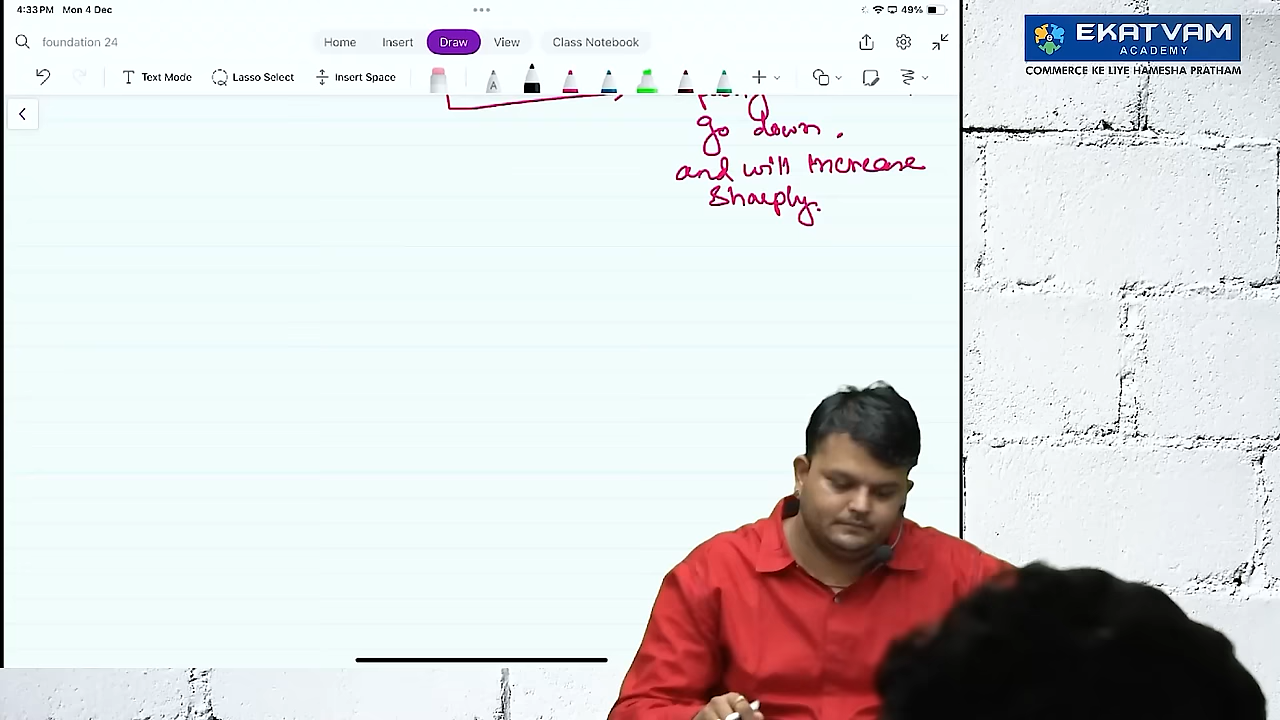 4:33 PM Mon 4 Dec
49%
foundation 24
Home Insert Draw View Class Notebook
Text Mode Lasso Select Insert Space
go down.
and will increase
sharply.
EKATVAM
ACADEMY
COMMERCE KE LIYE HAMESHA PRATHAM